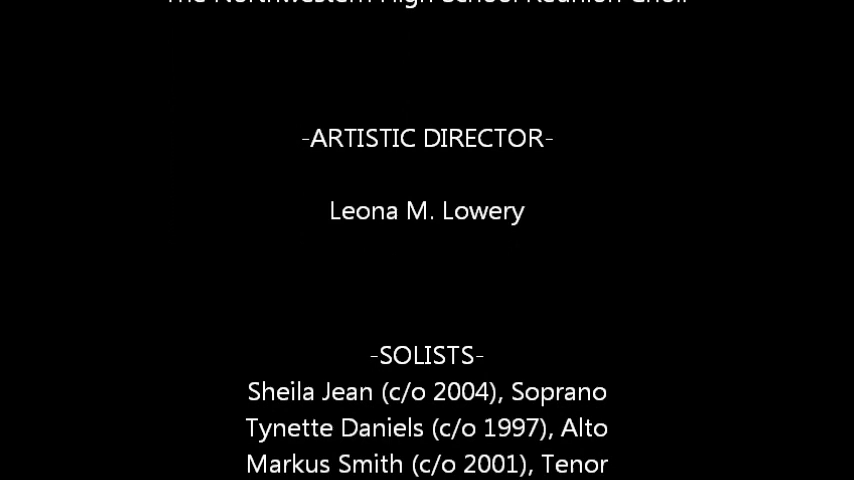 The Northwestern High School Reunion Choir
-ARTISTIC DIRECTOR-
Leona M. Lowery
-SOLISTS-
Sheila Jean (c/o 2004), Soprano
Tynette Daniels (c/o 1997), Alto
Markus Smith (c/o 2001), Tenor